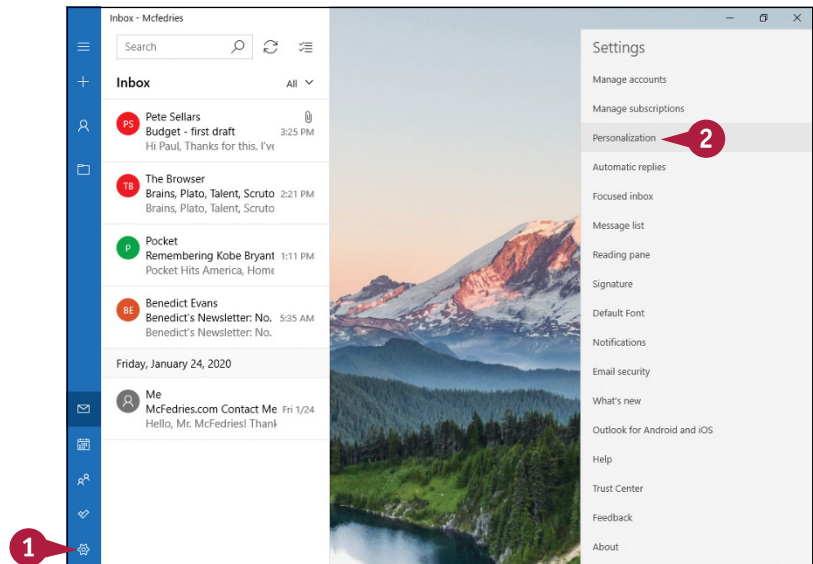 Inbox - Mcfedries
Search
Inbox
All
PS
Pete Sellars
Budget - first draft 3:25 PM
Hi Paul, Thanks for this. I've
TB
The Browser
Brains, Plato, Talent, Scruto 2:21 PM
Brains, Plato, Talent, Scruto
P
Pocket
Remembering Kobe Bryant 1:11 PM
Pocket Hits America, Home
BE
Benedict Evans
Benedict's Newsletter: No. 5:35 AM
Benedict's Newsletter: No.
Friday, January 24, 2020
Me
McFedries.com Contact Me Fri 1/24
Hello, Mr. McFedries! Thank
1
Settings
Manage accounts
Manage subscriptions
Personalization
2
Automatic replies
Focused inbox
Message list
Reading pane
Signature
Default Font
Notifications
Email security
What's new
Outlook for Android and iOS
Help
Trust Center
Feedback
About